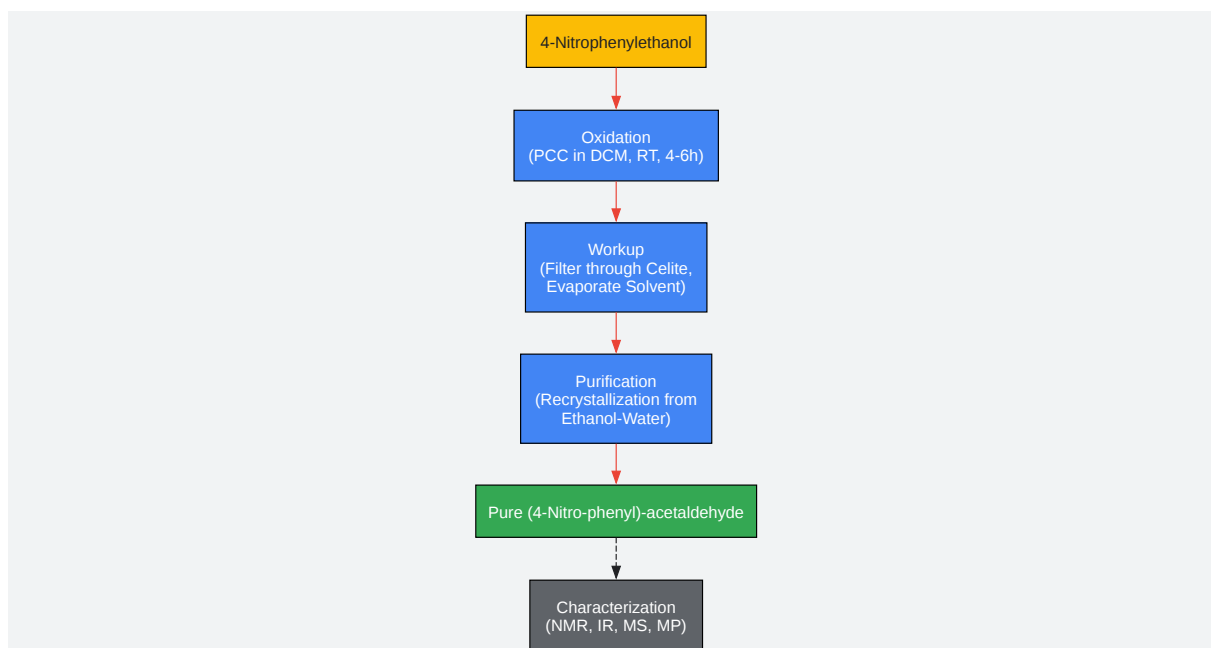 4-Nitrophenylethanol
Oxidation
(PCC in DCM, RT, 4-6h)
Workup
(Filter through Celite,
Evaporate Solvent)
Purification
(Recrystallization from
Ethanol-Water)
Pure (4-Nitro-phenyl)-acetaldehyde
Characterization
(NMR, IR, MS, MP)